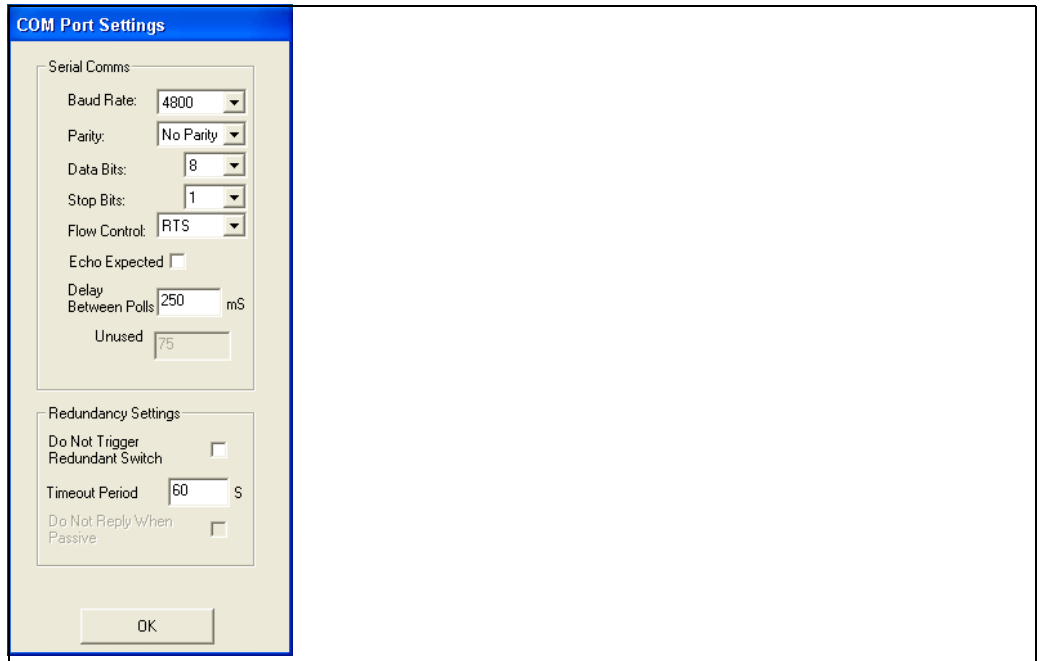 COM Port Settings
Serial Comms
Baud Rate: 4800
Parity: No Parity
Data Bits: 8
Stop Bits: 1
Flow Control: RTS
Echo Expected
Delay
Between Polls 250 mS
Unused 75
Redundancy Settings
Do Not Trigger
Redundant Switch
Timeout Period 60 S
Do Not Reply When
Passive
OK